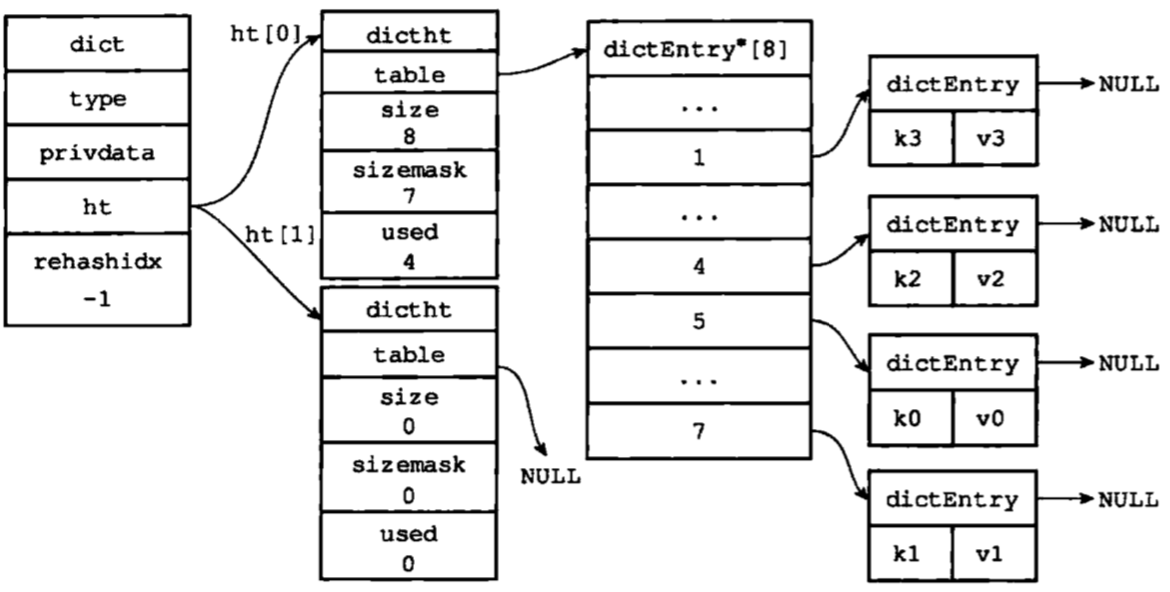 dict
type
privdata
ht
rehashidx
-1
ht[0]
ht[1]
dictht
table
size
8
sizemask
7
used
4
dictht
table
size
0
sizemask
0
used
0
NULL
dictEntry*[8]
...
1
...
4
5
...
7
dictEntry
NULL
k3 v3
dictEntry
NULL
k2 v2
dictEntry
NULL
k0 v0
dictEntry
NULL
k1 v1